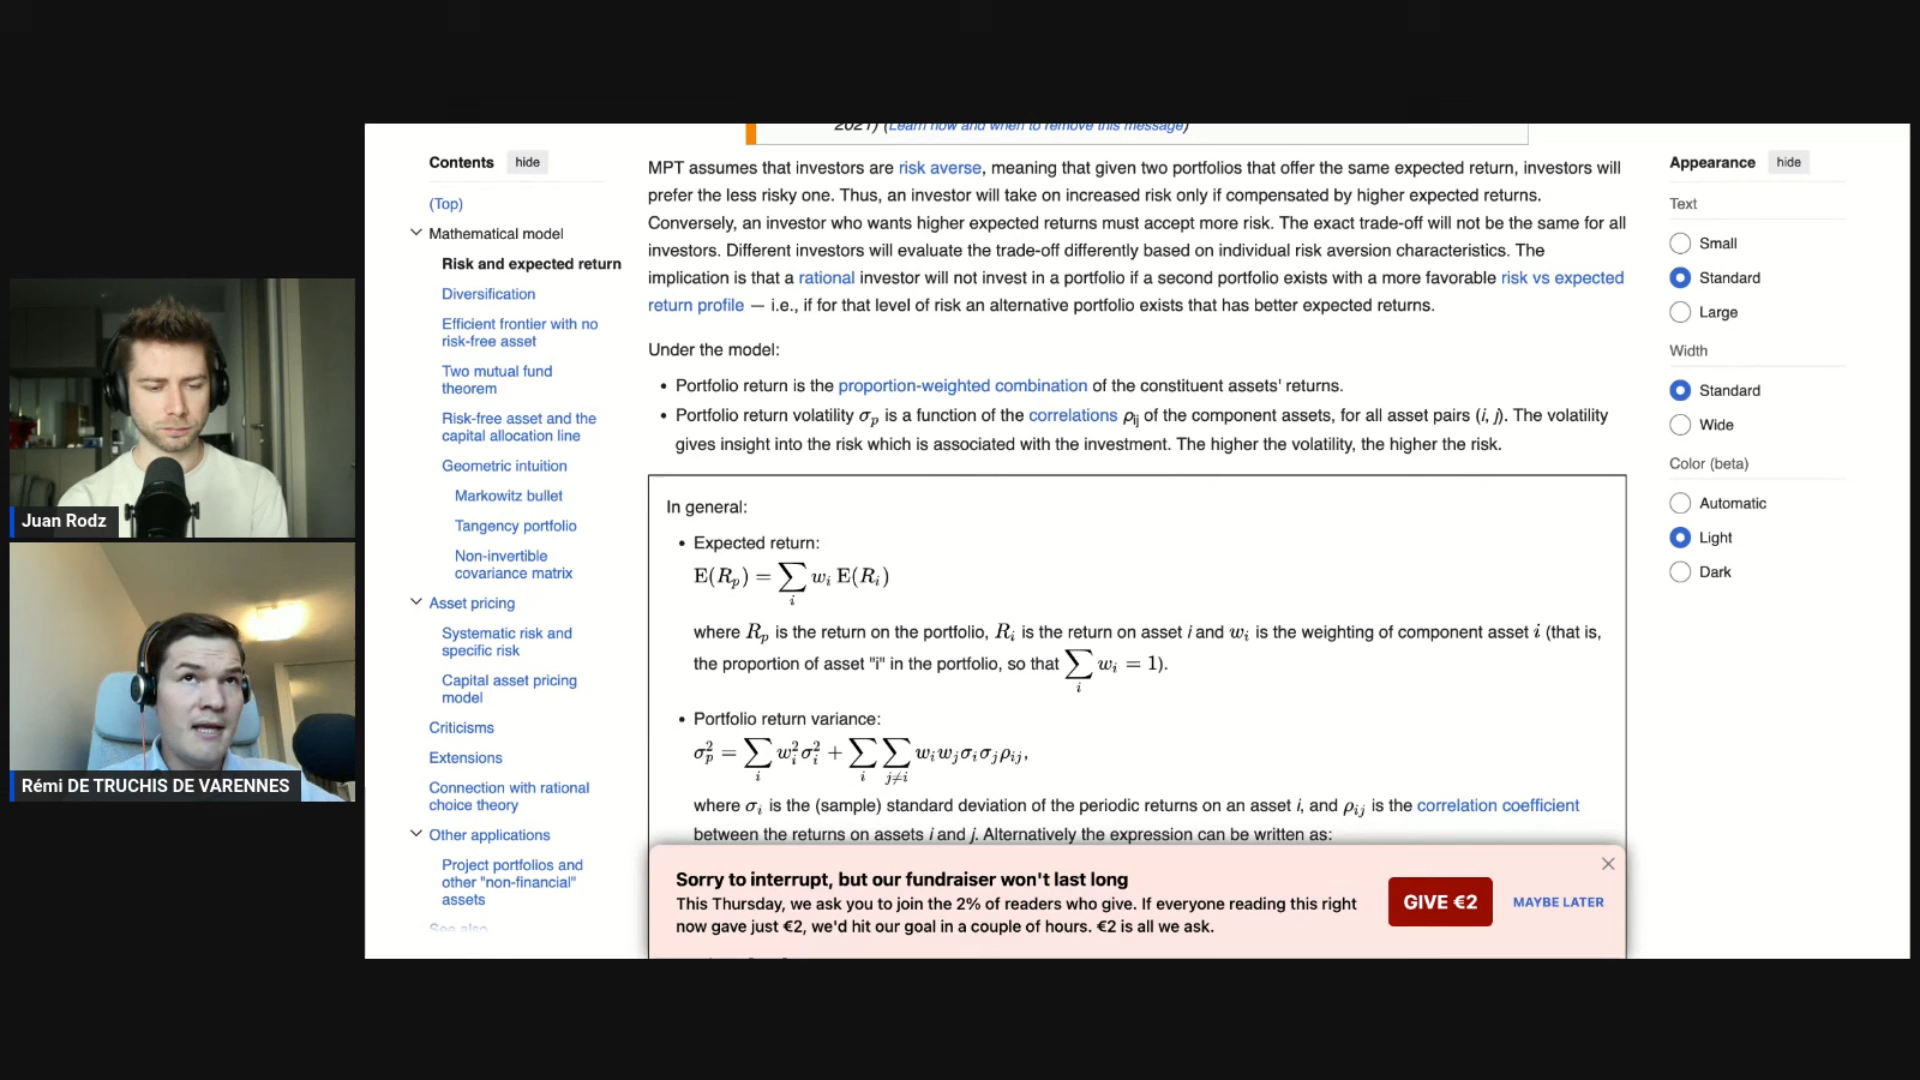 2021) (Learn how and when to remove this message)
Contents hide
(Top)
Mathematical model
Risk and expected return
Diversification
Efficient frontier with no
risk-free asset
Two mutual fund
theorem
Risk-free asset and the
capital allocation line
Geometric intuition
Markowitz bullet
Tangency portfolio
Non-invertible
covariance matrix
Asset pricing
Systematic risk and
specific risk
Capital asset pricing
model
Criticisms
Extensions
Connection with rational
choice theory
Other applications
Project portfolios and
other "non-financial"
assets
See also
MPT assumes that investors are risk averse, meaning that given two portfolios that offer the same expected return, investors will
prefer the less risky one. Thus, an investor will take on increased risk only if compensated by higher expected returns.
Conversely, an investor who wants higher expected returns must accept more risk. The exact trade-off will not be the same for all
investors. Different investors will evaluate the trade-off differently based on individual risk aversion characteristics. The
implication is that a rational investor will not invest in a portfolio if a second portfolio exists with a more favorable risk vs expected
return profile — i.e., if for that level of risk an alternative portfolio exists that has better expected returns.
Under the model:
• Portfolio return is the proportion-weighted combination of the constituent assets' returns.
• Portfolio return volatility σp is a function of the correlations ρij of the component assets, for all asset pairs (i, j). The volatility
gives insight into the risk which is associated with the investment. The higher the volatility, the higher the risk.
In general:
• Expected return:
E(Rp) = ∑i wi E(Ri)
where Rp is the return on the portfolio, Ri is the return on asset i and wi is the weighting of component asset i (that is,
the proportion of asset "i" in the portfolio, so that ∑i wi = 1).
• Portfolio return variance:
σp² = ∑i wi²σi² + ∑i ∑j≠i wiwjσiσjρij,
where σi is the (sample) standard deviation of the periodic returns on an asset i, and ρij is the correlation coefficient
between the returns on assets i and j. Alternatively the expression can be written as:
Sorry to interrupt, but our fundraiser won't last long
This Thursday, we ask you to join the 2% of readers who give. If everyone reading this right
now gave just €2, we'd hit our goal in a couple of hours. €2 is all we ask.
GIVE €2
MAYBE LATER
Appearance hide
Text
Small
Standard
Large
Width
Standard
Wide
Color (beta)
Automatic
Light
Dark
Juan Rodz
Rémi DE TRUCHIS DE VARENNES